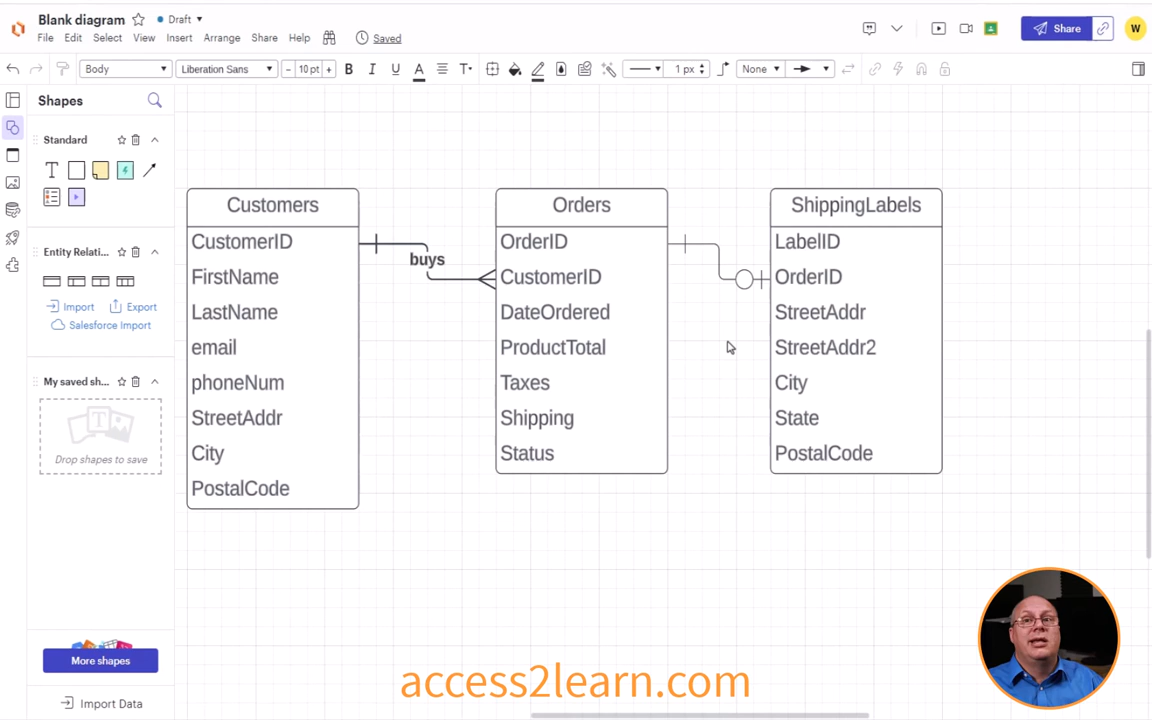 Blank diagram
Draft
File Edit Select View Insert Arrange Share Help
Saved
Share
W
Body
Liberation Sans
10 pt
B I U A T
1 px
None
Shapes
Standard
T
Entity Relati...
Import Export
Salesforce Import
My saved sh...
T
Drop shapes to save
More shapes
Import Data
Customers
CustomerID
FirstName
LastName
email
phoneNum
StreetAddr
City
PostalCode
buys
Orders
OrderID
CustomerID
DateOrdered
ProductTotal
Taxes
Shipping
Status
ShippingLabels
LabelID
OrderID
StreetAddr
StreetAddr2
City
State
PostalCode
access2learn.com